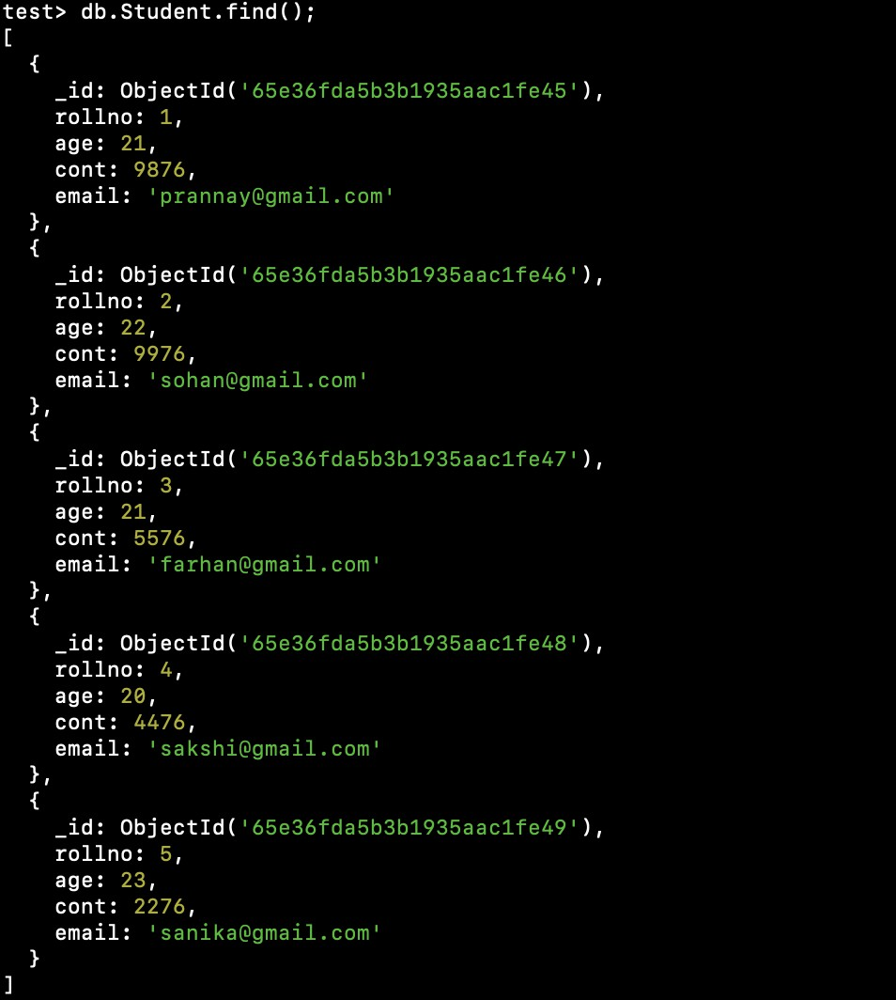 test> db.Student.find();
[
  {
    _id: ObjectId('65e36fda5b3b1935aac1fe45'),
    rollno: 1,
    age: 21,
    cont: 9876,
    email: 'prannay@gmail.com'
  },
  {
    _id: ObjectId('65e36fda5b3b1935aac1fe46'),
    rollno: 2,
    age: 22,
    cont: 9976,
    email: 'sohan@gmail.com'
  },
  {
    _id: ObjectId('65e36fda5b3b1935aac1fe47'),
    rollno: 3,
    age: 21,
    cont: 5576,
    email: 'farhan@gmail.com'
  },
  {
    _id: ObjectId('65e36fda5b3b1935aac1fe48'),
    rollno: 4,
    age: 20,
    cont: 4476,
    email: 'sakshi@gmail.com'
  },
  {
    _id: ObjectId('65e36fda5b3b1935aac1fe49'),
    rollno: 5,
    age: 23,
    cont: 2276,
    email: 'sanika@gmail.com'
  }
]